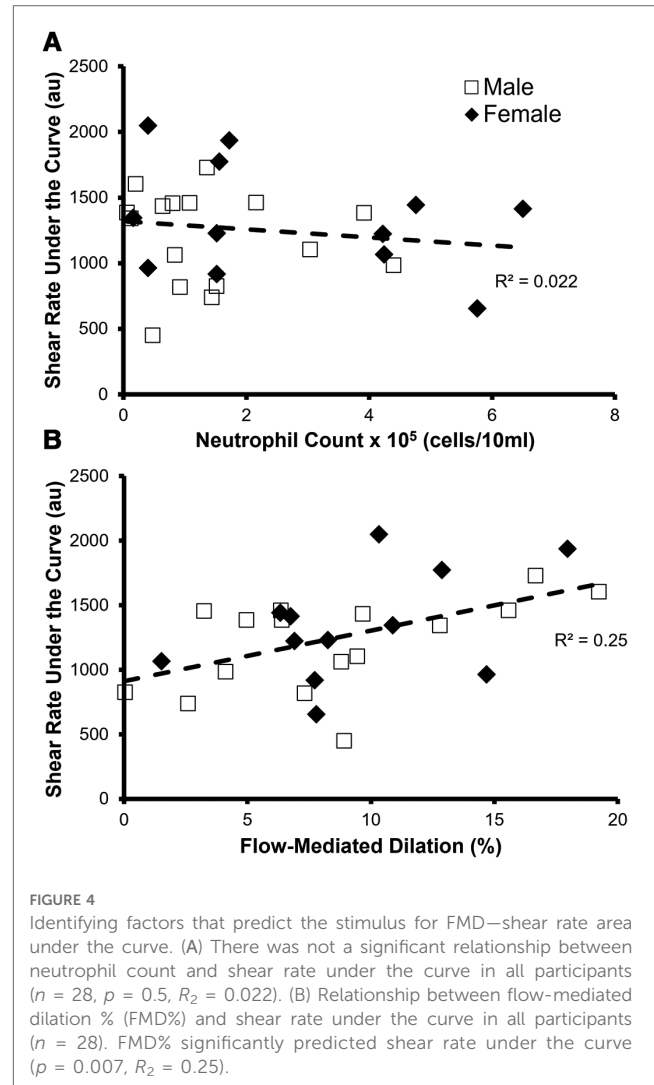 A
2500
2000
1500
1000
500
0
Shear Rate Under the Curve (au)
Male
Female
R² = 0.022
0 2 4 6 8
Neutrophil Count x 10⁵ (cells/10ml)
B
2500
2000
1500
1000
500
0
Shear Rate Under the Curve (au)
R² = 0.25
0 5 10 15 20
Flow-Mediated Dilation (%)
FIGURE 4
Identifying factors that predict the stimulus for FMD—shear rate area
under the curve. (A) There was not a significant relationship between
neutrophil count and shear rate under the curve in all participants
(n = 28, p = 0.5, R₂ = 0.022). (B) Relationship between flow-mediated
dilation % (FMD%) and shear rate under the curve in all participants
(n = 28). FMD% significantly predicted shear rate under the curve
(p = 0.007, R₂ = 0.25).